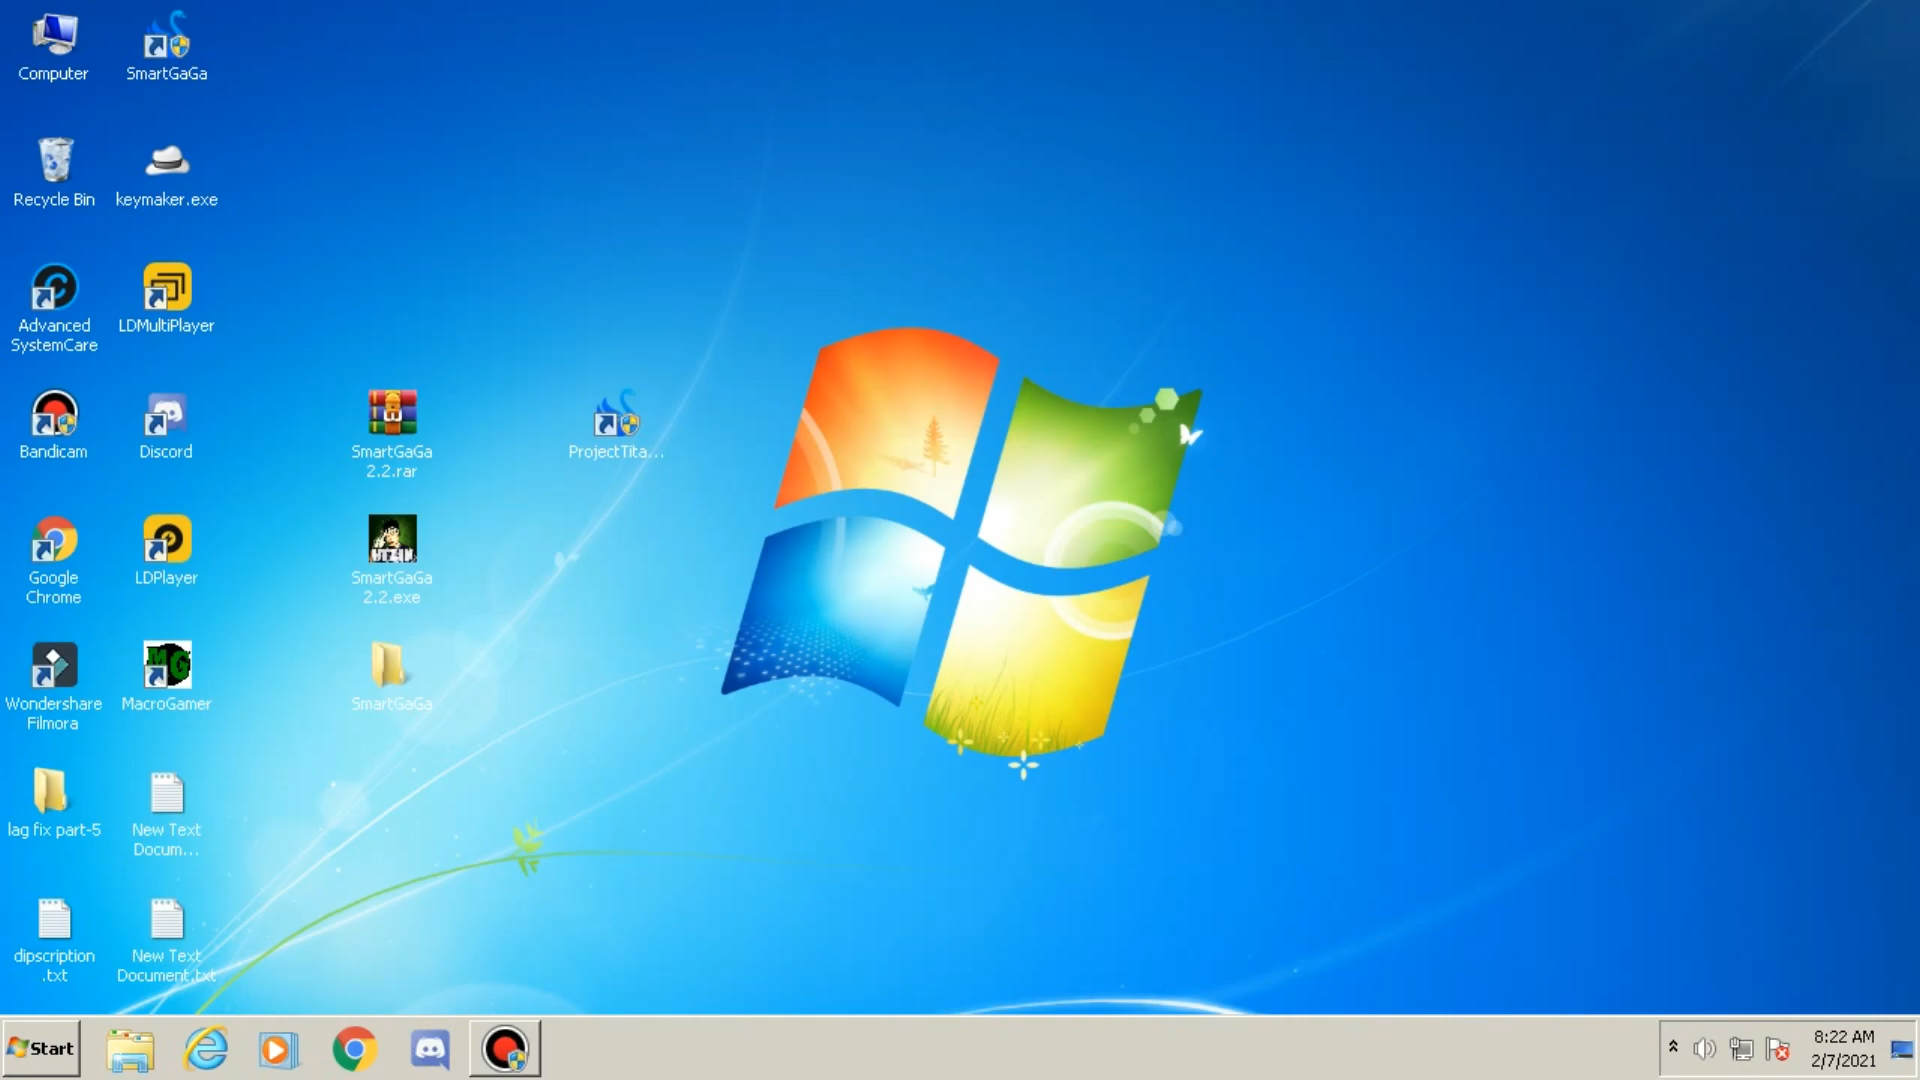 Computer
SmartGaGa
Recycle Bin
keymaker.exe
Advanced
SystemCare
LDMultiPlayer
Bandicam
Discord
SmartGaGa
2.2.rar
ProjectTita...
Google
Chrome
LDPlayer
HTZIN
SmartGaGa
2.2.exe
Wondershare
Filmora
MG
MacroGamer
SmartGaGa
lag fix part-5
New Text
Docum...
dipscription
.txt
New Text
Document.txt
Start
8:22 AM
2/7/2021